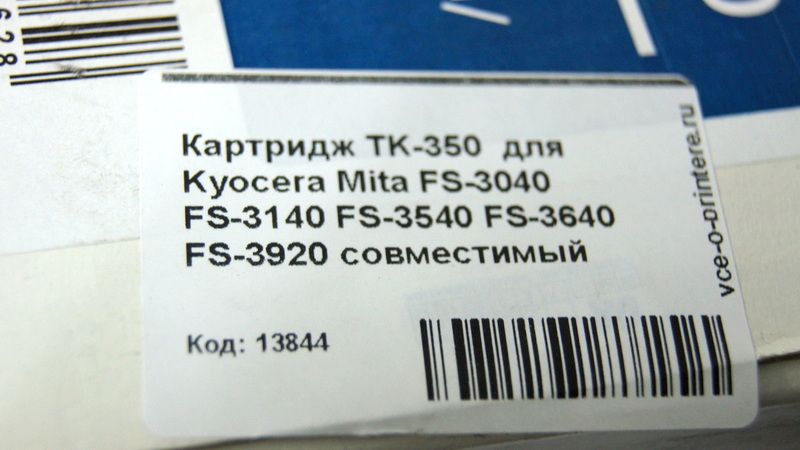 Картридж TK-350 для
Kyocera Mita FS-3040
FS-3140 FS-3540 FS-3640
FS-3920 совместимый
Код: 13844
vce-o-printere.ru
628